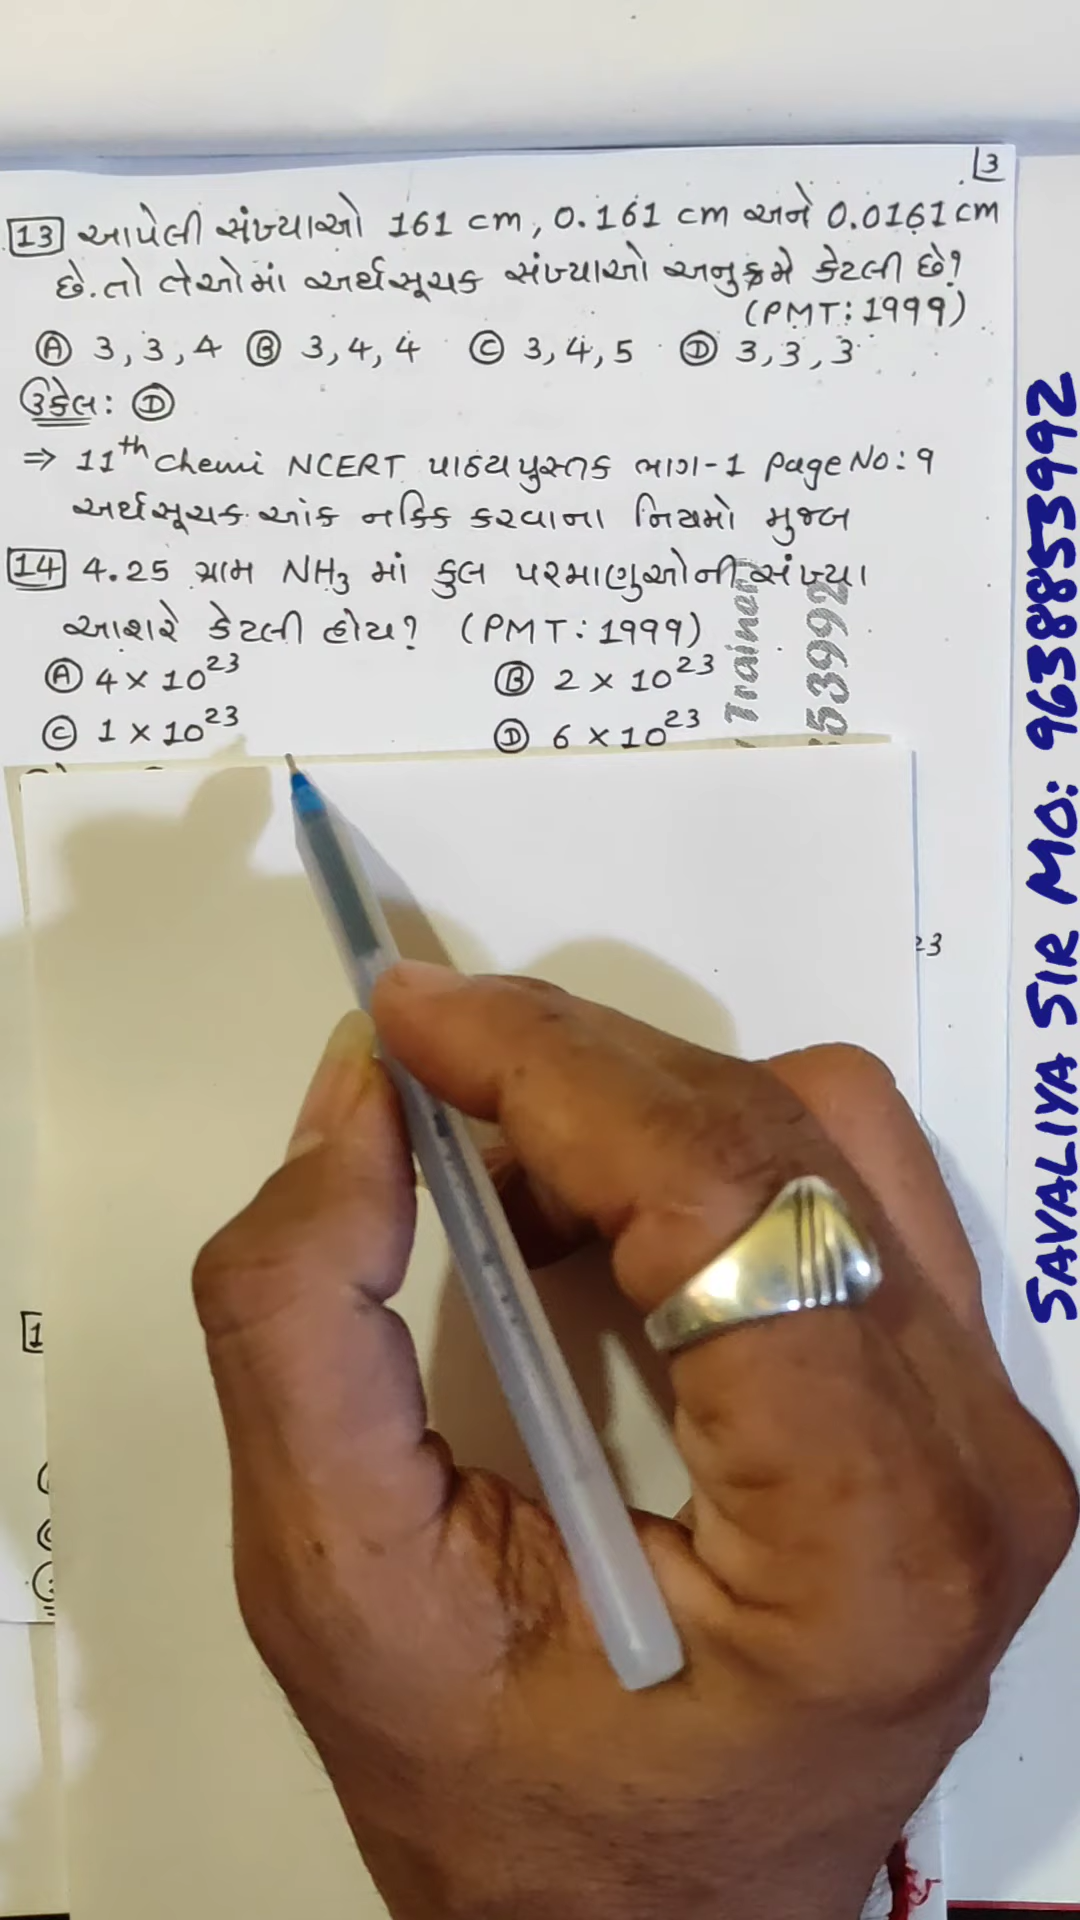 3
13 આપેલી સંખ્યાઓ 161 cm, 0.161 cm અને 0.0161 cm
છે. તો તેઓમાં અર્થસૂચક સંખ્યાઓ અનુક્રમે કેટલી છે?
(PMT: 1999)
(A) 3, 3, 4 (B) 3, 4, 4 (C) 3, 4, 5 (D) 3, 3, 3
ઉકેલ: (D)
⇒ 11th chemi NCERT પાઠ્યપુસ્તક ભાગ-1 Page No: 9
અર્થસૂચક આંક નક્કિ કરવાના નિયમો મુજબ
14 4.25 ગ્રામ NH3 માં કુલ પરમાણુઓની સંખ્યા
આશરે કેટલી હોય? (PMT: 1999)
(A) 4 × 10^23 (B) 2 × 10^23
(C) 1 × 10^23 (D) 6 × 10^23
Trainer)
53992
23
1
SAVALIYA SIR MO: 9638853992